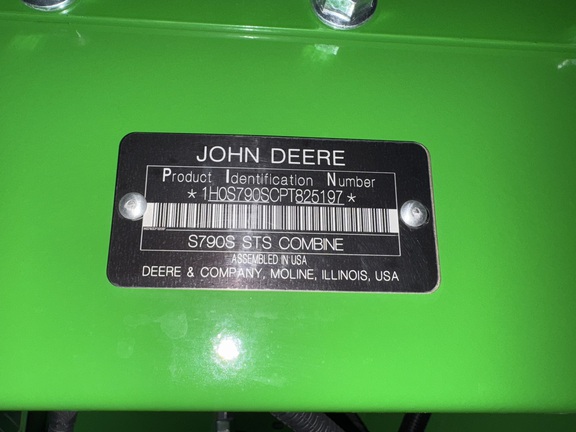 JOHN DEERE
Product Identification Number
*1H0S790SCPT825197*
S790S STS COMBINE
ASSEMBLED IN USA
DEERE & COMPANY, MOLINE, ILLINOIS, USA